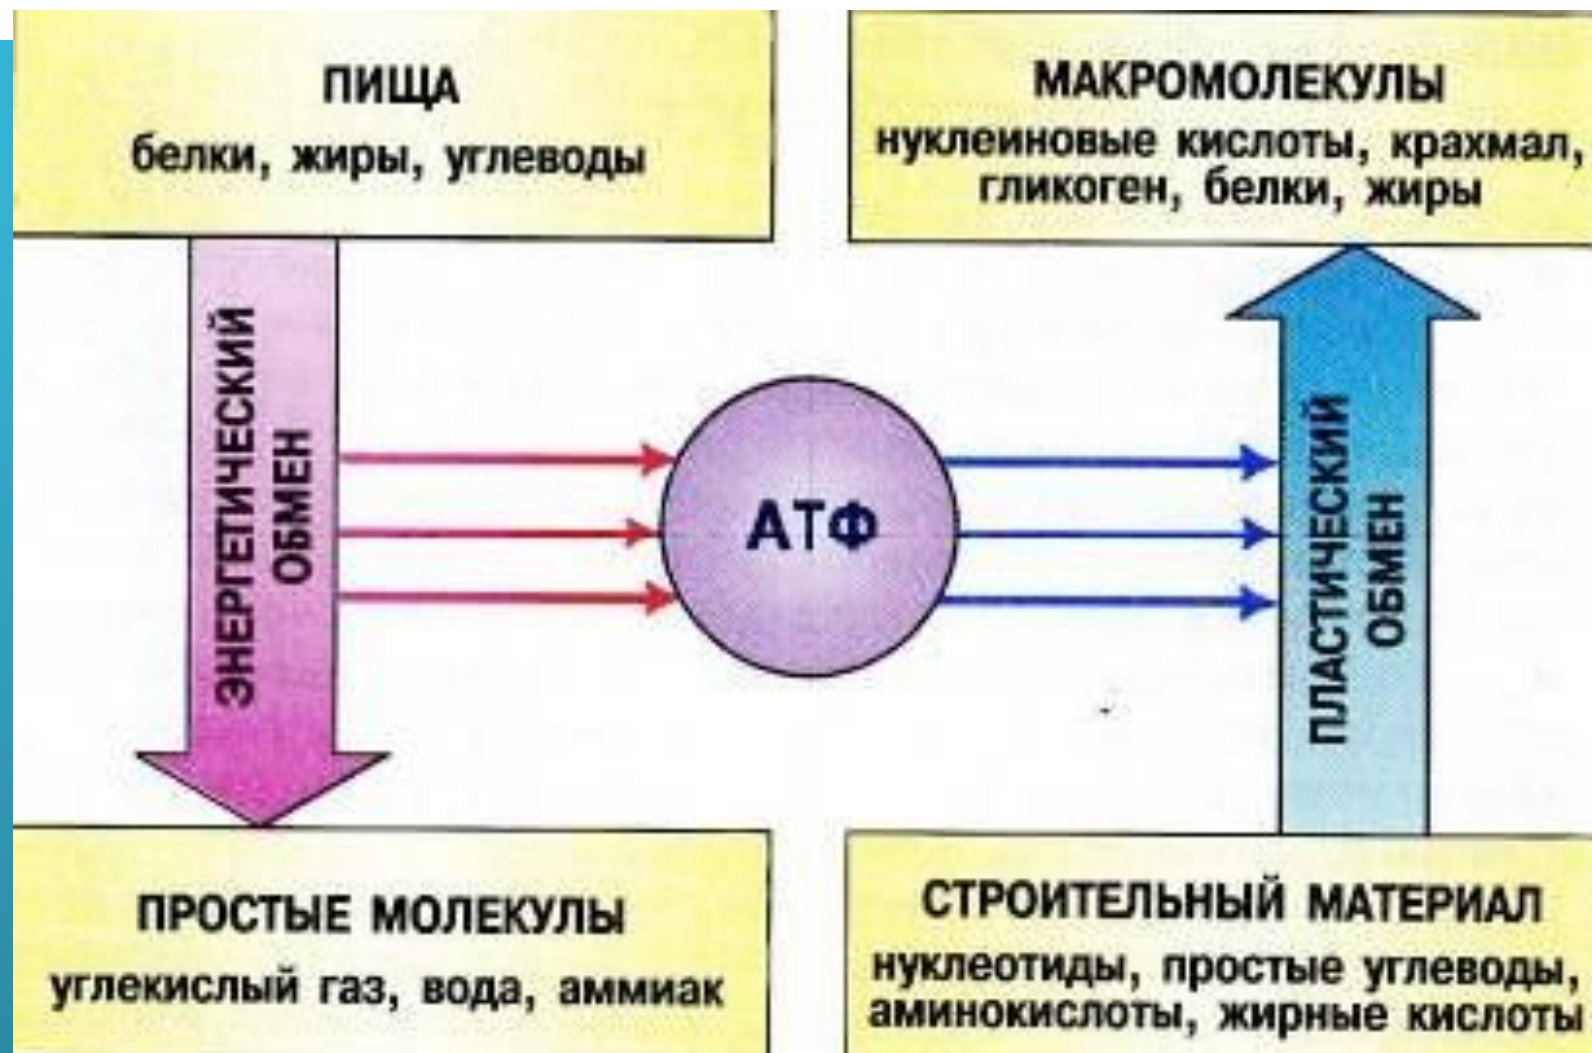 ПИЩА
белки, жиры, углеводы
МАКРОМОЛЕКУЛЫ
нуклеиновые кислоты, крахмал,
гликоген, белки, жиры
ЭНЕРГЕТИЧЕСКИЙ
ОБМЕН
АТФ
ПЛАСТИЧЕСКИЙ
ОБМЕН
ПРОСТЫЕ МОЛЕКУЛЫ
углекислый газ, вода, аммиак
СТРОИТЕЛЬНЫЙ МАТЕРИАЛ
нуклеотиды, простые углеводы,
аминокислоты, жирные кислоты